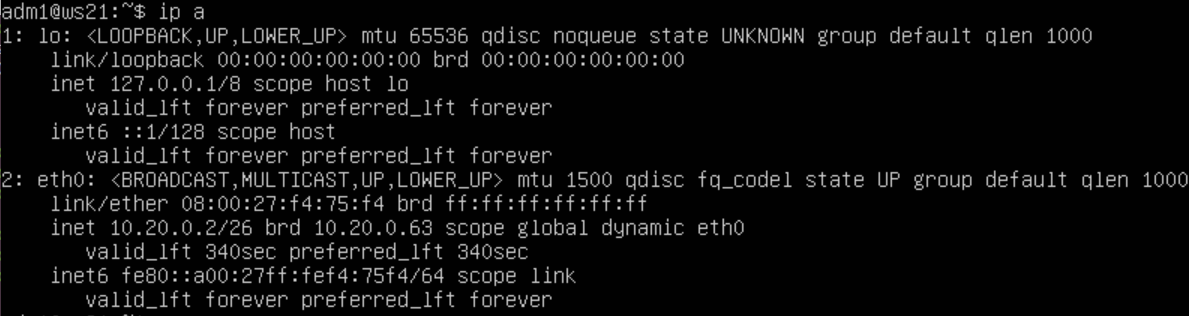 adm1@ws21:~$ ip a
1: lo: <LOOPBACK,UP,LOWER_UP> mtu 65536 qdisc noqueue state UNKNOWN group default qlen 1000
    link/loopback 00:00:00:00:00:00 brd 00:00:00:00:00:00
    inet 127.0.0.1/8 scope host lo
       valid_lft forever preferred_lft forever
    inet6 ::1/128 scope host
       valid_lft forever preferred_lft forever
2: eth0: <BROADCAST,MULTICAST,UP,LOWER_UP> mtu 1500 qdisc fq_codel state UP group default qlen 1000
    link/ether 08:00:27:f4:75:f4 brd ff:ff:ff:ff:ff:ff
    inet 10.20.0.2/26 brd 10.20.0.63 scope global dynamic eth0
       valid_lft 340sec preferred_lft 340sec
    inet6 fe80::a00:27ff:fef4:75f4/64 scope link
       valid_lft forever preferred_lft forever